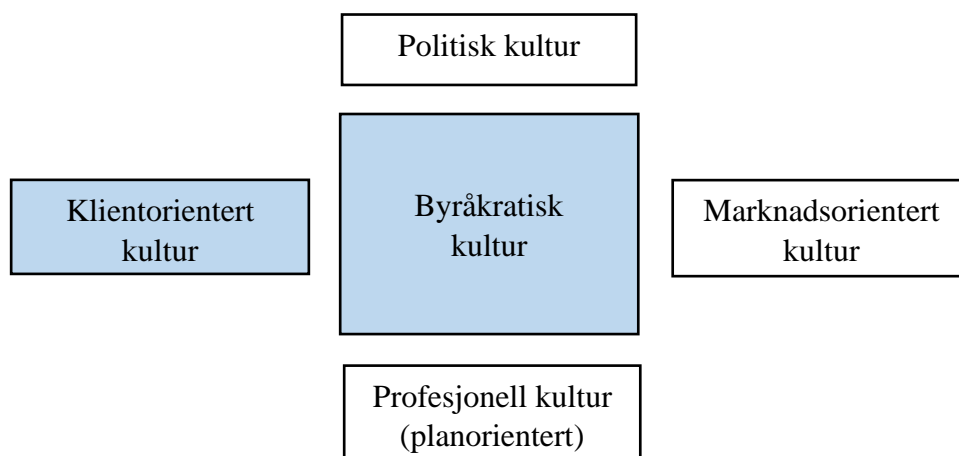 Politisk kultur
Klientorientert
kultur
Byråkratisk
kultur
Marknadsorientert
kultur
Profesjonell kultur
(planorientert)